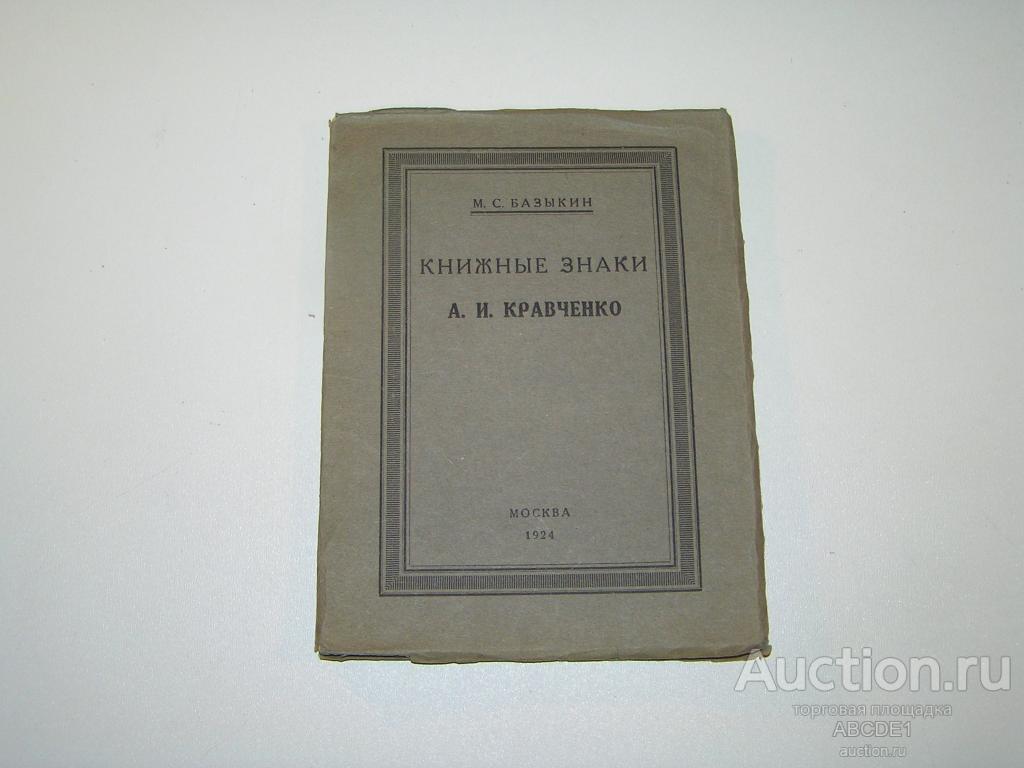 М. С. БАЗЫКИН
КНИЖНЫЕ ЗНАКИ
А. И. КРАВЧЕНКО
МОСКВА
1924
Auction.ru
торговая площадка
ABCDE1
auction.ru